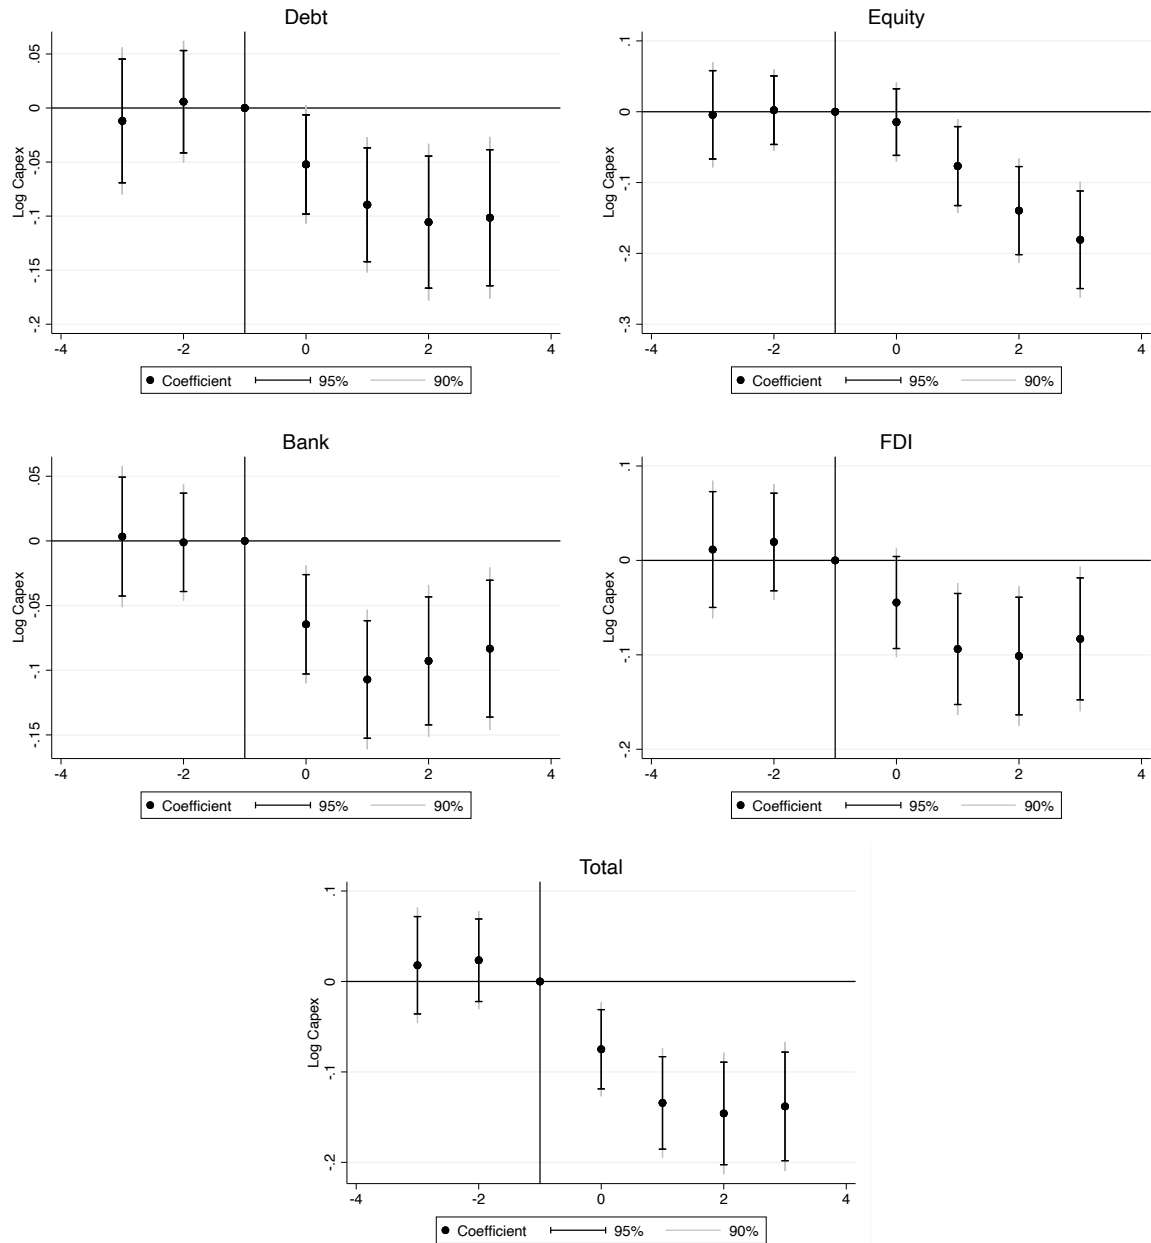 Debt
Log Capex
.05
0
-.05
-.1
-.15
-.2
-4 -2 0 2 4
Coefficient 95% 90%
Equity
Log Capex
.1
0
-.1
-.2
-.3
-4 -2 0 2 4
Coefficient 95% 90%
Bank
Log Capex
.05
0
-.05
-.1
-.15
-4 -2 0 2 4
Coefficient 95% 90%
FDI
Log Capex
.1
0
-.1
-.2
-4 -2 0 2 4
Coefficient 95% 90%
Total
Log Capex
.1
0
-.1
-.2
-4 -2 0 2 4
Coefficient 95% 90%